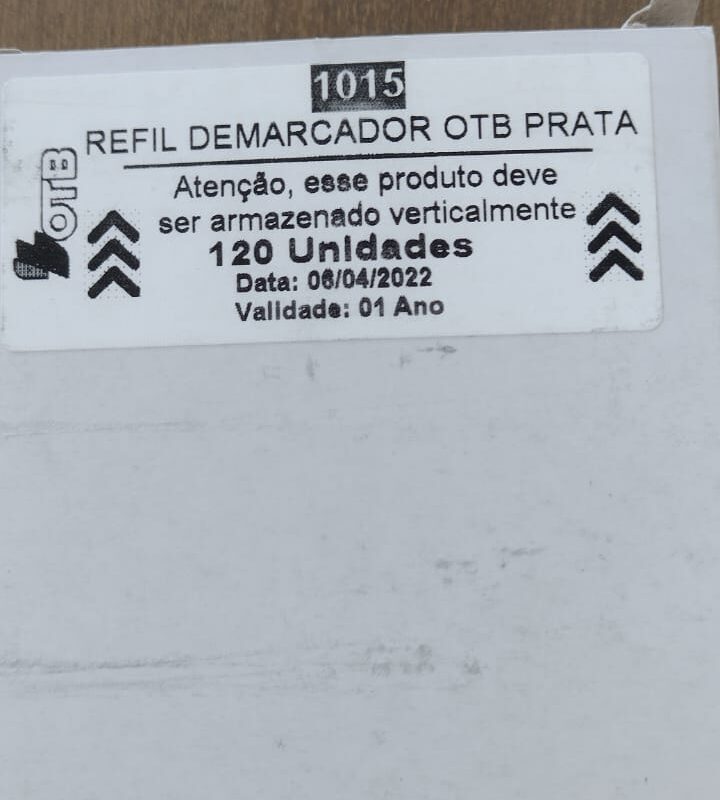 1015
REFIL DEMARCADOR OTB PRATA
OTB
Atenção, esse produto deve
ser armazenado verticalmente
120 Unidades
Data: 06/04/2022
Validade: 01 Ano